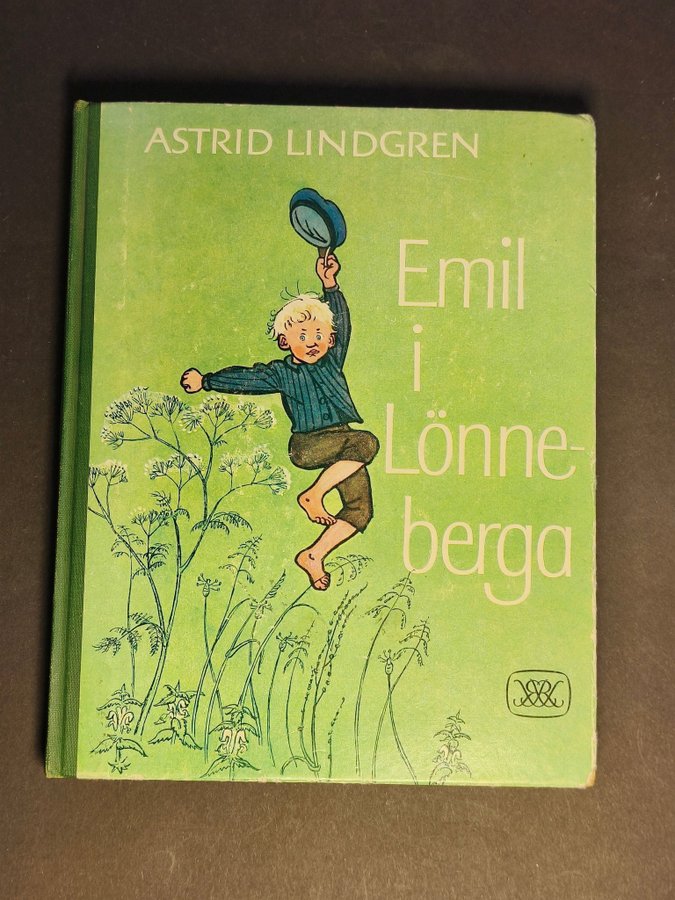 ASTRID LINDGREN
Emil
i
Lönne-
berga